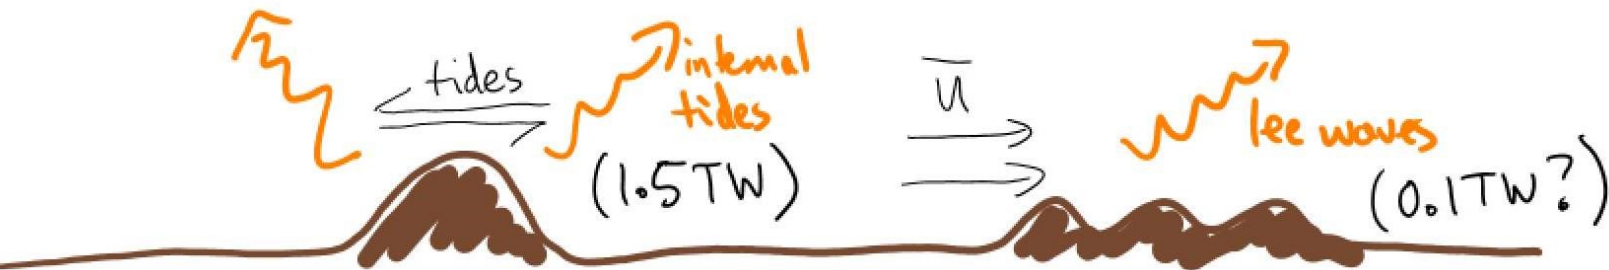 tides
internal
tides
(1.5TW)
u̅
lee waves
(0.1TW?)